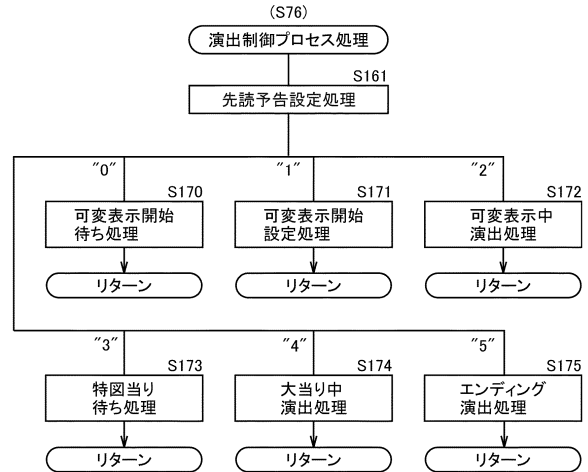 (S76)
演出制御プロセス処理
S161
先読予告設定処理
"0"
"1"
"2"
S170
S171
S172
可変表示開始
待ち処理
可変表示開始
設定処理
可変表示中
演出処理
リターン
リターン
リターン
"3"
"4"
"5"
S173
S174
S175
特図当り
待ち処理
大当り中
演出処理
エンディング
演出処理
リターン
リターン
リターン